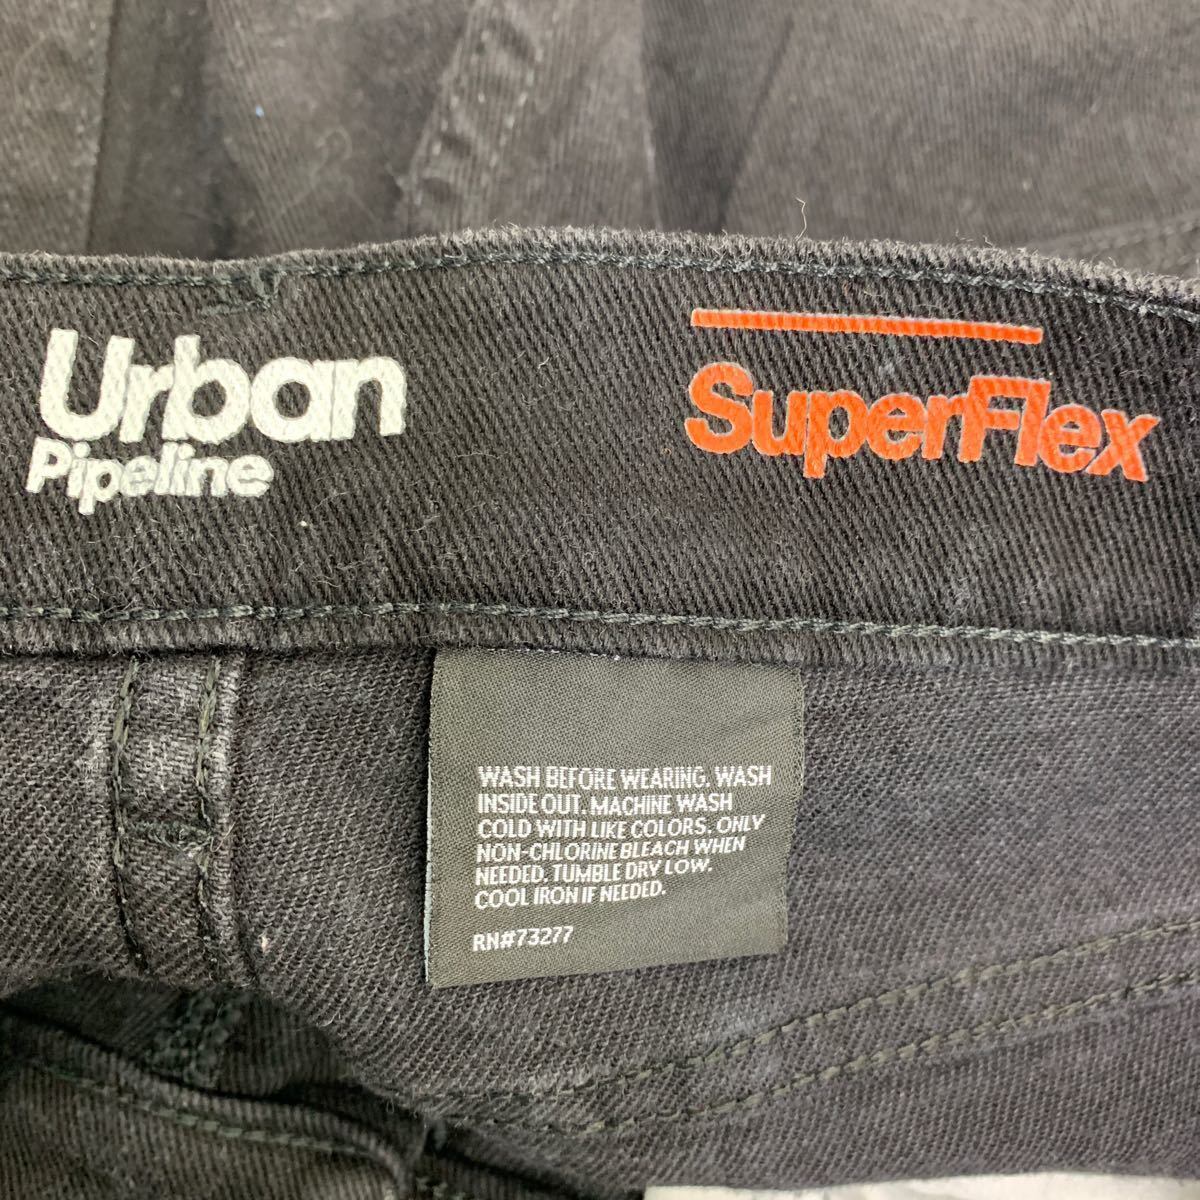 Urban
Pipeline
SuperFlex
WASH BEFORE WEARING. WASH
INSIDE OUT. MACHINE WASH
COLD WITH LIKE COLORS. ONLY
NON-CHLORINE BLEACH WHEN
NEEDED. TUMBLE DRY LOW.
COOL IRON IF NEEDED.
RN#73277